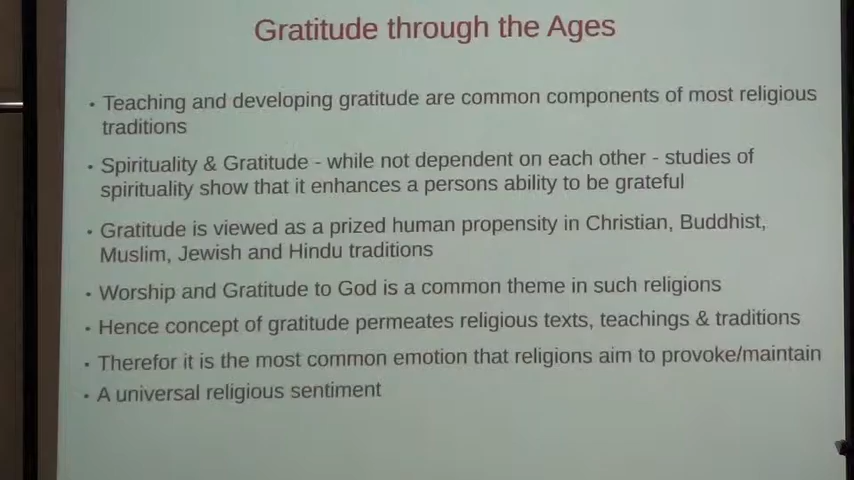 Gratitude through the Ages
• Teaching and developing gratitude are common components of most religious
traditions
• Spirituality & Gratitude - while not dependent on each other - studies of
spirituality show that it enhances a persons ability to be grateful
• Gratitude is viewed as a prized human propensity in Christian, Buddhist,
Muslim, Jewish and Hindu traditions
• Worship and Gratitude to God is a common theme in such religions
• Hence concept of gratitude permeates religious texts, teachings & traditions
• Therefor it is the most common emotion that religions aim to provoke/maintain
• A universal religious sentiment